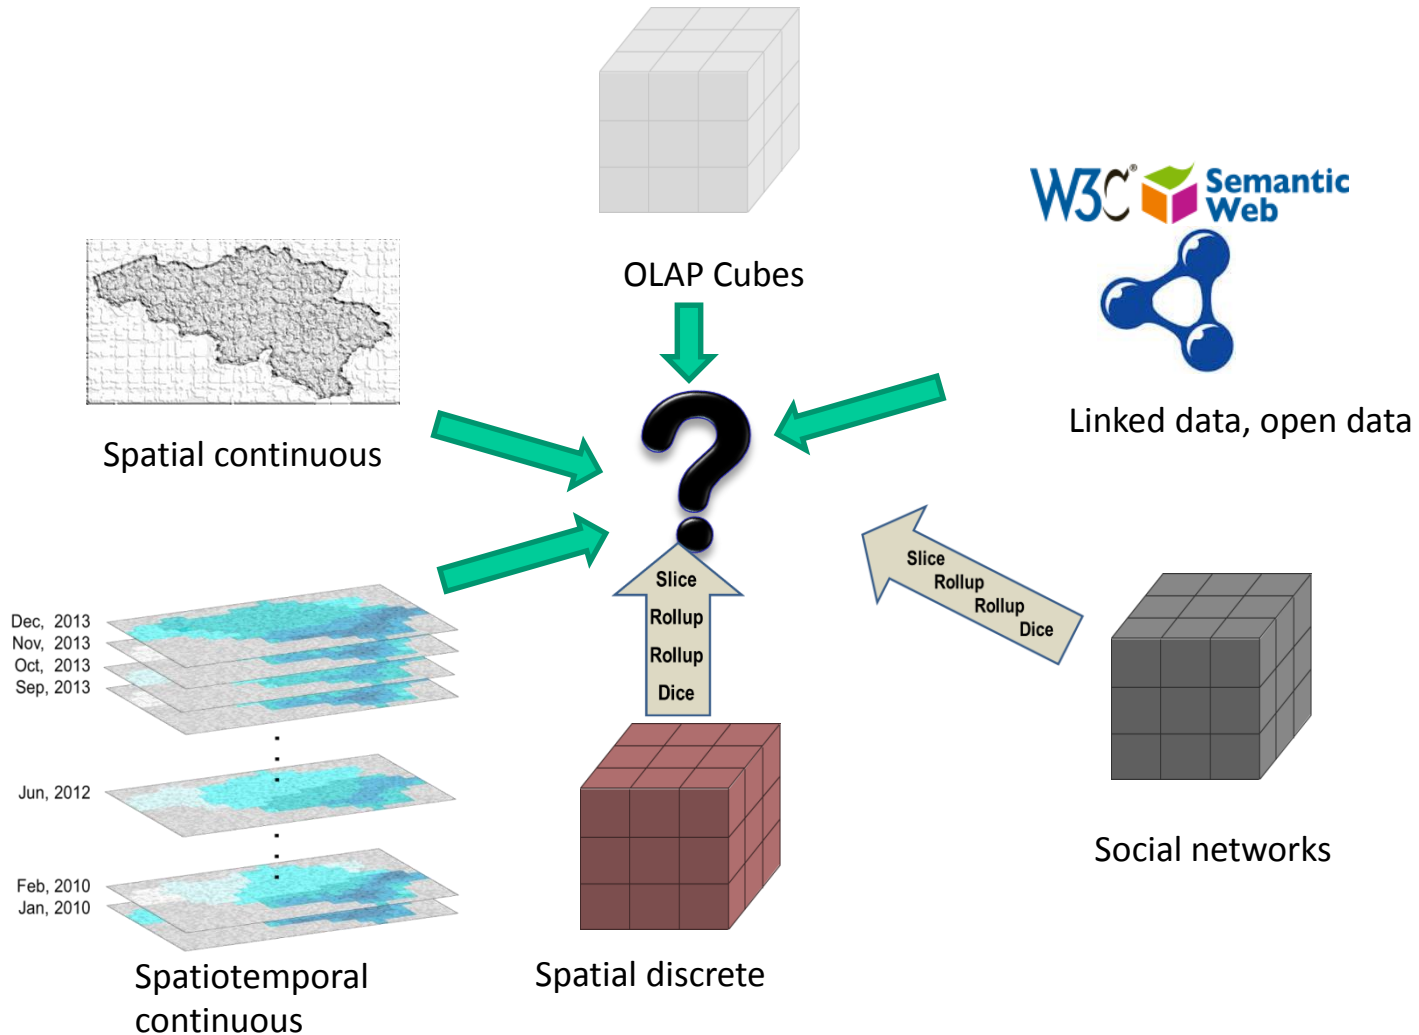 OLAP Cubes
W3C®
Semantic
Web
Linked data, open data
Spatial continuous
Slice
Rollup
Rollup
Dice
Slice
Rollup
Rollup
Dice
Dec, 2013
Nov, 2013
Oct, 2013
Sep, 2013
Jun, 2012
Feb, 2010
Jan, 2010
Spatiotemporal
continuous
Spatial discrete
Social networks
?